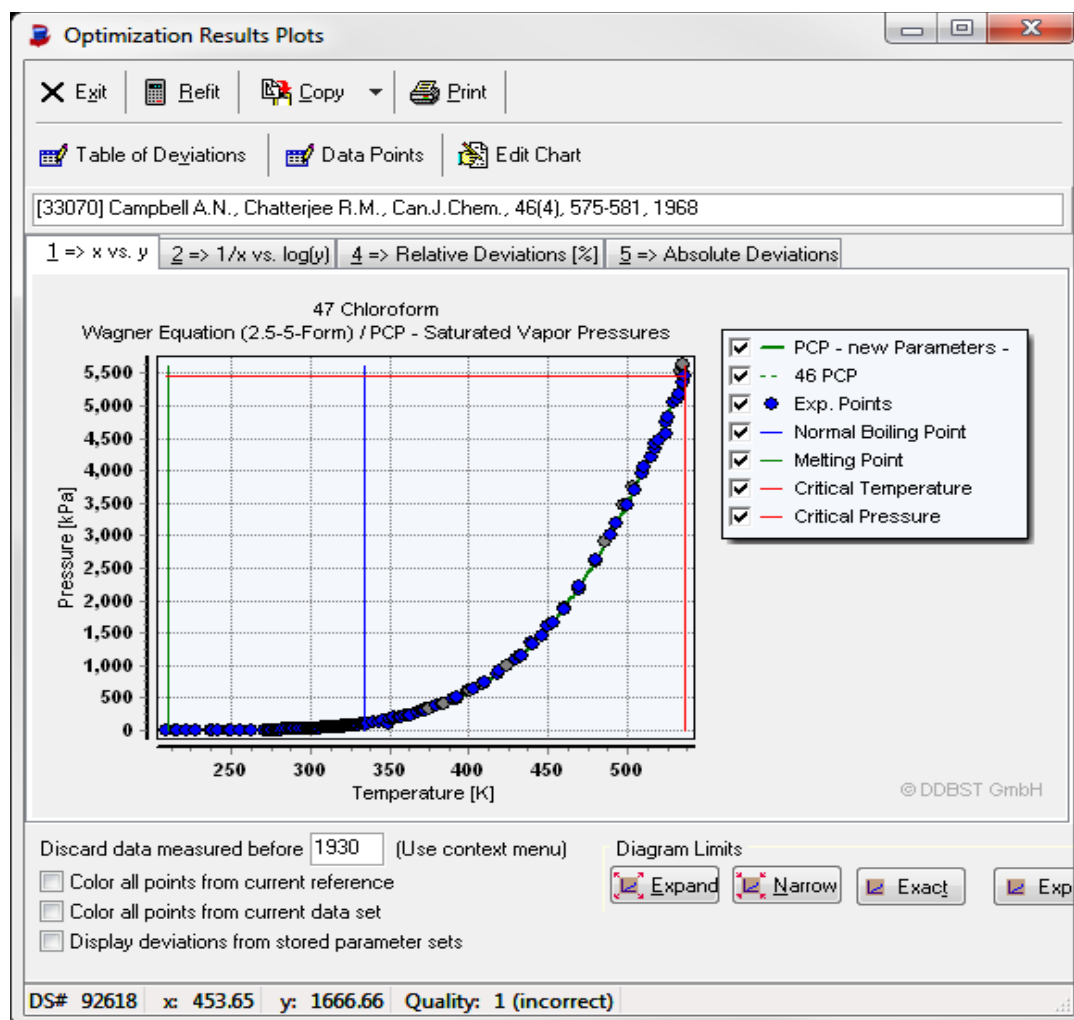 Optimization Results Plots
Exit Refit Copy Print
Table of Deviations Data Points Edit Chart
[33070] Campbell A.N., Chatterjee R.M., Can.J.Chem., 46(4), 575-581, 1968
1 => x vs. y 2 => 1/x vs. log(y) 4 => Relative Deviations [%] 5 => Absolute Deviations
47 Chloroform
Wagner Equation (2.5-5-Form) / PCP - Saturated Vapor Pressures
5,500
5,000
4,500
4,000
3,500
3,000
2,500
2,000
1,500
1,000
500
0
Pressure [kPa]
250 300 350 400 450 500
Temperature [K]
PCP - new Parameters -
46 PCP
Exp. Points
Normal Boiling Point
Melting Point
Critical Temperature
Critical Pressure
© DDBST GmbH
Discard data measured before 1930 (Use context menu)
Color all points from current reference
Color all points from current data set
Display deviations from stored parameter sets
Diagram Limits
Expand Narrow Exact Exp
DS# 92618 x: 453.65 y: 1666.66 Quality: 1 (incorrect)